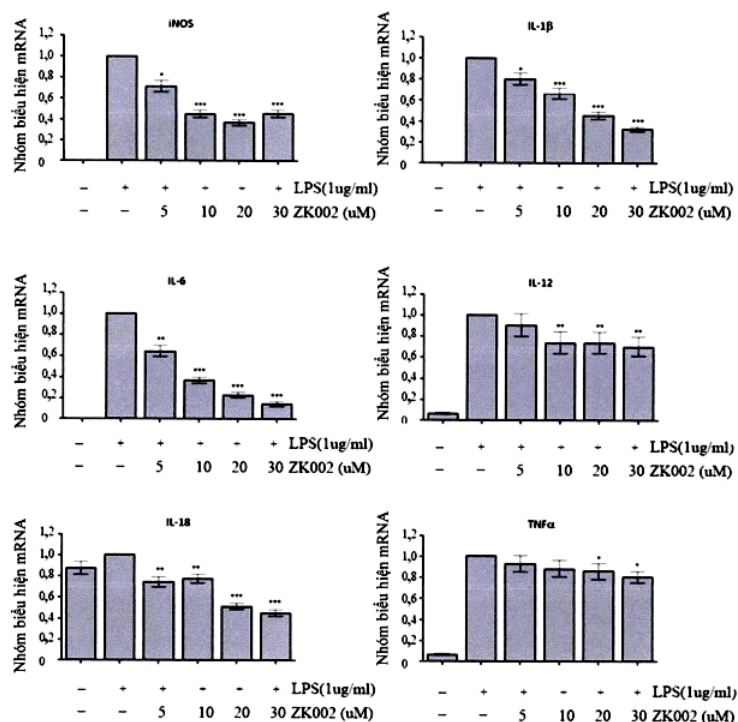 iNOS
Nhóm biểu hiện mRNA
1,2
1,0
0,8
0,6
0,4
0,2
0
* *** *** ***
– + + + + + LPS(1ug/ml)
– – 5 10 20 30 ZK002 (uM)
IL-1β
Nhóm biểu hiện mRNA
1,2
1,0
0,8
0,6
0,4
0,2
0
* *** *** ***
– + + + + + LPS(1ug/ml)
– – 5 10 20 30 ZK002 (uM)
IL-6
Nhóm biểu hiện mRNA
1,2
1,0
0,8
0,6
0,4
0,2
0
** *** *** ***
– + + + + + LPS(1ug/ml)
– – 5 10 20 30 ZK002 (uM)
IL-12
Nhóm biểu hiện mRNA
1,2
1,0
0,8
0,6
0,4
0,2
0
** ** **
– + + + + + LPS(1ug/ml)
– – 5 10 20 30 ZK002 (uM)
IL-18
Nhóm biểu hiện mRNA
1,2
1,0
0,8
0,6
0,4
0,2
0
** ** *** ***
– + + + + + LPS(1ug/ml)
– – 5 10 20 30 ZK002 (uM)
TNFα
Nhóm biểu hiện mRNA
1,2
1,0
0,8
0,6
0,4
0,2
0
* *
– + + + + + LPS(1ug/ml)
– – 5 10 20 30 ZK002 (uM)